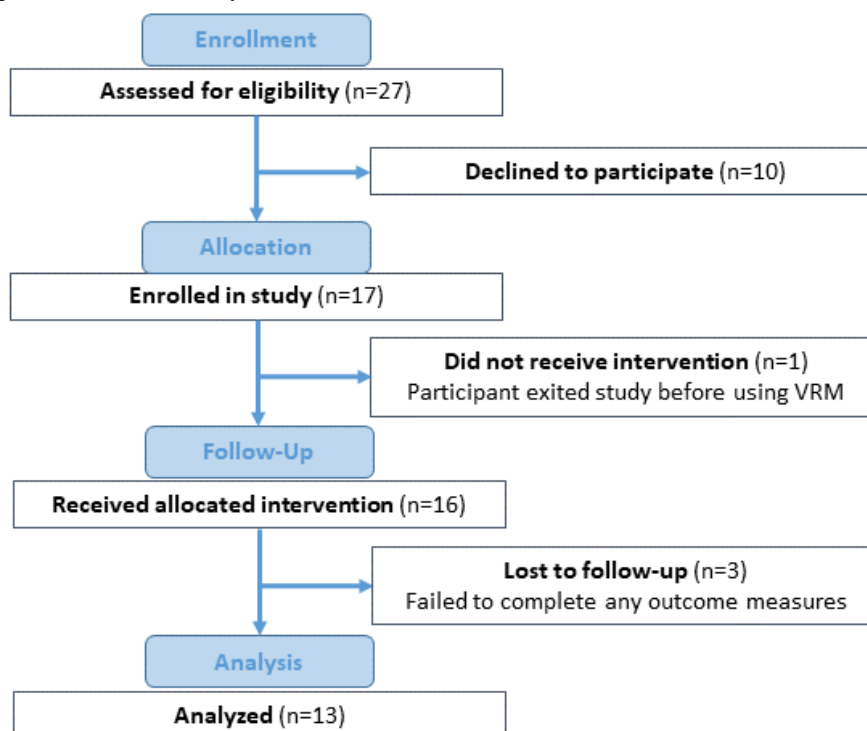 Enrollment
Assessed for eligibility (n=27)
Declined to participate (n=10)
Allocation
Enrolled in study (n=17)
Did not receive intervention (n=1)
Participant exited study before using VRM
Follow-Up
Received allocated intervention (n=16)
Lost to follow-up (n=3)
Failed to complete any outcome measures
Analysis
Analyzed (n=13)